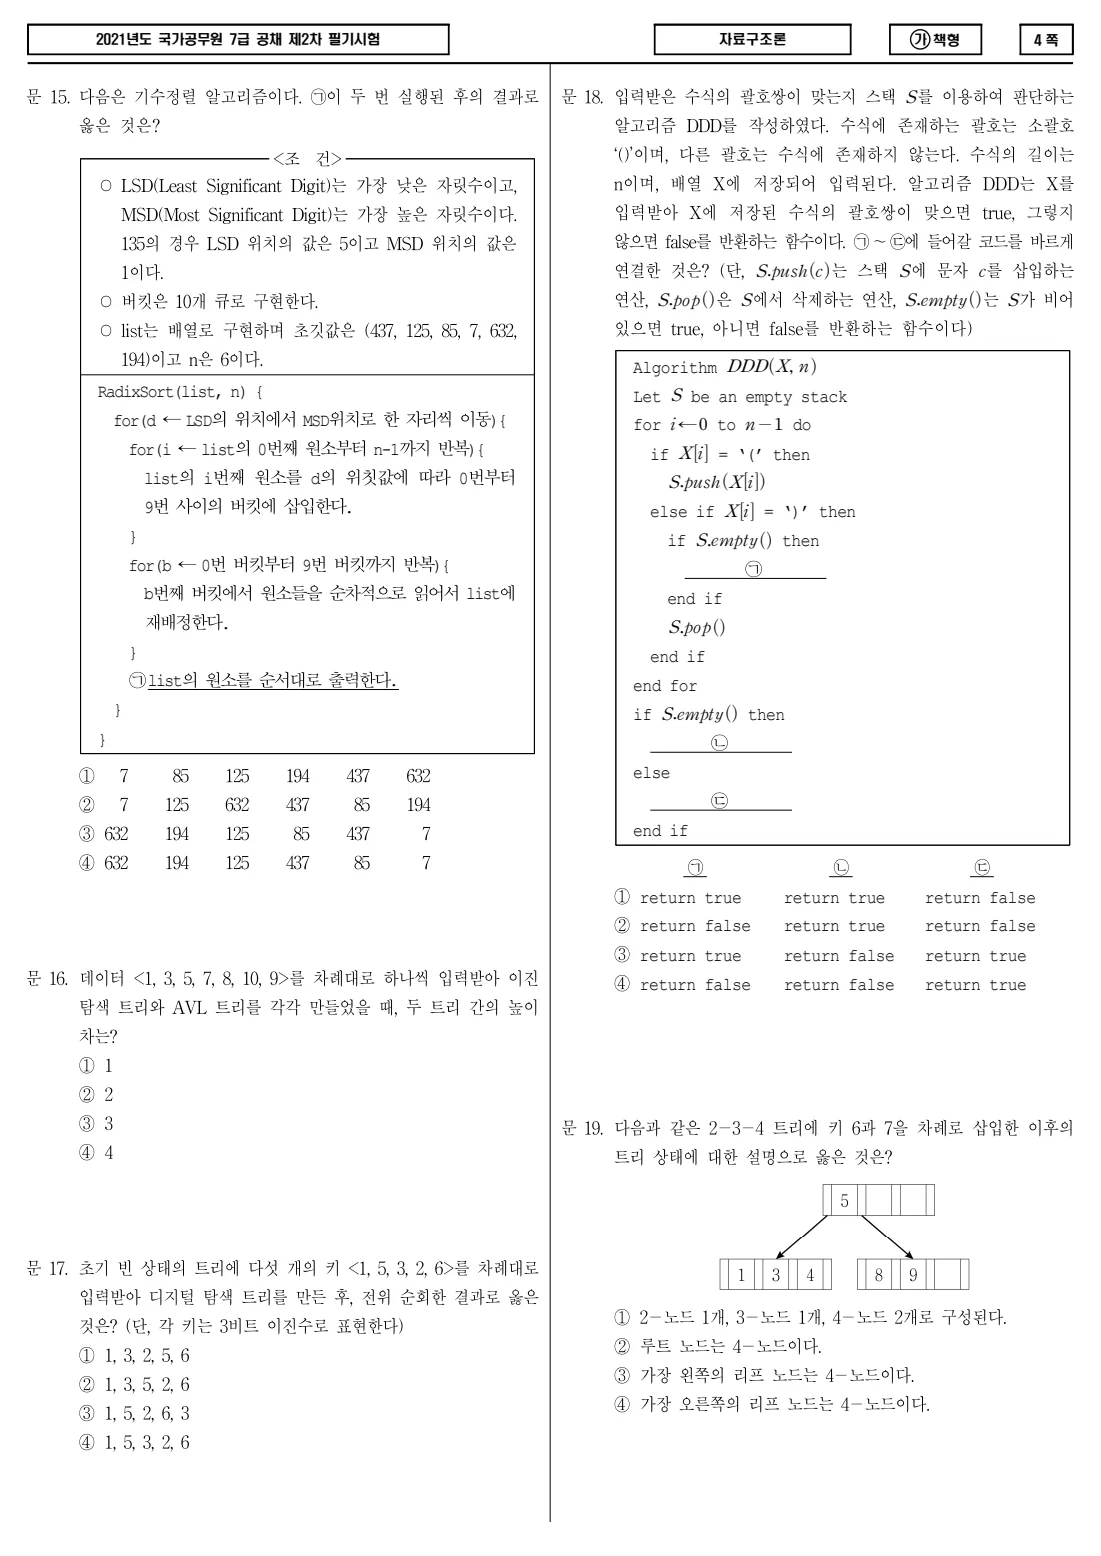 2021년도 국가공무원 7급 공채 제2차 필기시험
자료구조론
㉮ 책형
4 쪽
문 15. 다음은 기수정렬 알고리즘이다. ㉠이 두 번 실행된 후의 결과로
옳은 것은?
<조 건>
○ LSD(Least Significant Digit)는 가장 낮은 자릿수이고,
MSD(Most Significant Digit)는 가장 높은 자릿수이다.
135의 경우 LSD 위치의 값은 5이고 MSD 위치의 값은
1이다.
○ 버킷은 10개 큐로 구현한다.
○ list는 배열로 구현하며 초깃값은 (437, 125, 85, 7, 632,
194)이고 n은 6이다.
RadixSort(list, n) {
for(d ← LSD의 위치에서 MSD위치로 한 자리씩 이동){
for(i ← list의 0번째 원소부터 n-1까지 반복){
list의 i번째 원소를 d의 위칫값에 따라 0번부터
9번 사이의 버킷에 삽입한다.
}
for(b ← 0번 버킷부터 9번 버킷까지 반복){
b번째 버킷에서 원소들을 순차적으로 읽어서 list에
재배정한다.
}
㉠list의 원소를 순서대로 출력한다.
}
}
① 7 85 125 194 437 632
② 7 125 632 437 85 194
③ 632 194 125 85 437 7
④ 632 194 125 437 85 7
문 16. 데이터 <1, 3, 5, 7, 8, 10, 9>를 차례대로 하나씩 입력받아 이진
탐색 트리와 AVL 트리를 각각 만들었을 때, 두 트리 간의 높이
차는?
① 1
② 2
③ 3
④ 4
문 17. 초기 빈 상태의 트리에 다섯 개의 키 <1, 5, 3, 2, 6>를 차례대로
입력받아 디지털 탐색 트리를 만든 후, 전위 순회한 결과로 옳은
것은? (단, 각 키는 3비트 이진수로 표현한다)
① 1, 3, 2, 5, 6
② 1, 3, 5, 2, 6
③ 1, 5, 2, 6, 3
④ 1, 5, 3, 2, 6
문 18. 입력받은 수식의 괄호쌍이 맞는지 스택 S를 이용하여 판단하는
알고리즘 DDD를 작성하였다. 수식에 존재하는 괄호는 소괄호
‘()’이며, 다른 괄호는 수식에 존재하지 않는다. 수식의 길이는
n이며, 배열 X에 저장되어 입력된다. 알고리즘 DDD는 X를
입력받아 X에 저장된 수식의 괄호쌍이 맞으면 true, 그렇지
않으면 false를 반환하는 함수이다. ㉠～㉢에 들어갈 코드를 바르게
연결한 것은? (단, S.push(c)는 스택 S에 문자 c를 삽입하는
연산, S.pop()은 S에서 삭제하는 연산, S.empty()는 S가 비어
있으면 true, 아니면 false를 반환하는 함수이다)
Algorithm DDD(X, n)
Let S be an empty stack
for i←0 to n－1 do
if X[i] = ‘(’ then
S.push(X[i])
else if X[i] = ‘)’ then
if S.empty() then
㉠
end if
S.pop()
end if
end for
if S.empty() then
㉡
else
㉢
end if
㉠ ㉡ ㉢
① return true return true return false
② return false return true return false
③ return true return false return true
④ return false return false return true
문 19. 다음과 같은 2－3－4 트리에 키 6과 7을 차례로 삽입한 이후의
트리 상태에 대한 설명으로 옳은 것은?
5
1 3 4 8 9
① 2－노드 1개, 3－노드 1개, 4－노드 2개로 구성된다.
② 루트 노드는 4－노드이다.
③ 가장 왼쪽의 리프 노드는 4－노드이다.
④ 가장 오른쪽의 리프 노드는 4－노드이다.